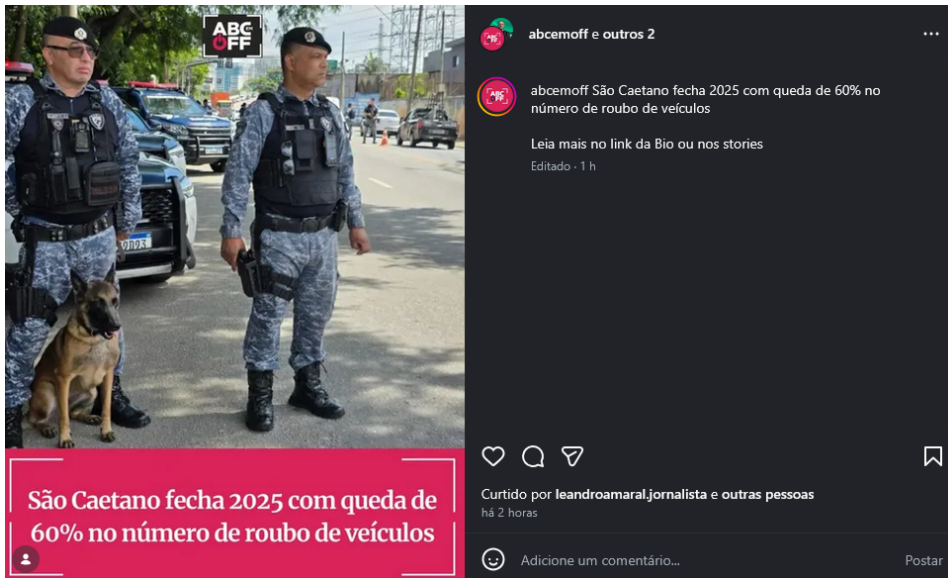 ABC
EM
OFF
São Caetano fecha 2025 com queda de
60% no número de roubo de veículos
abcemoff e outros 2
abcemoff São Caetano fecha 2025 com queda de 60% no
número de roubo de veículos
Leia mais no link da Bio ou nos stories
Editado · 1 h
Curtido por leandroamaral.jornalista e outras pessoas
há 2 horas
Adicione um comentário...
Postar